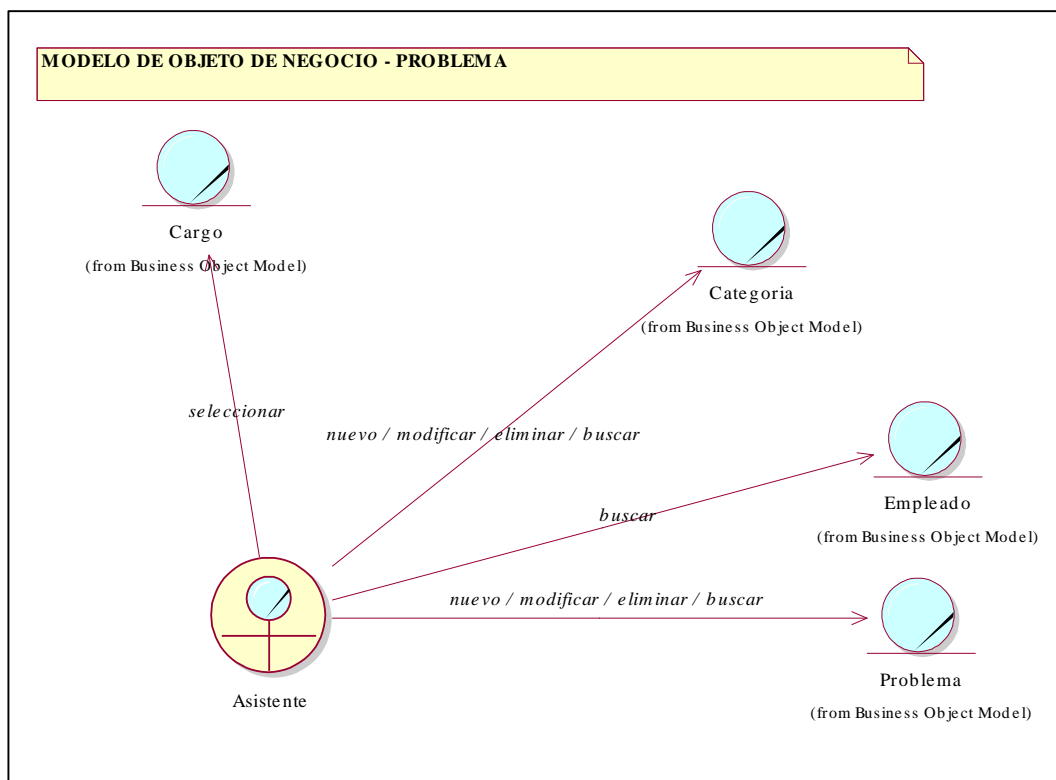 MODELO DE OBJETO DE NEGOCIO - PROBLEMA
Cargo
(from Business Object Model)
Categoria
(from Business Object Model)
seleccionar
nuevo / modificar / eliminar / buscar
Empleado
(from Business Object Model)
buscar
nuevo / modificar / eliminar / buscar
Problema
(from Business Object Model)
Asistente